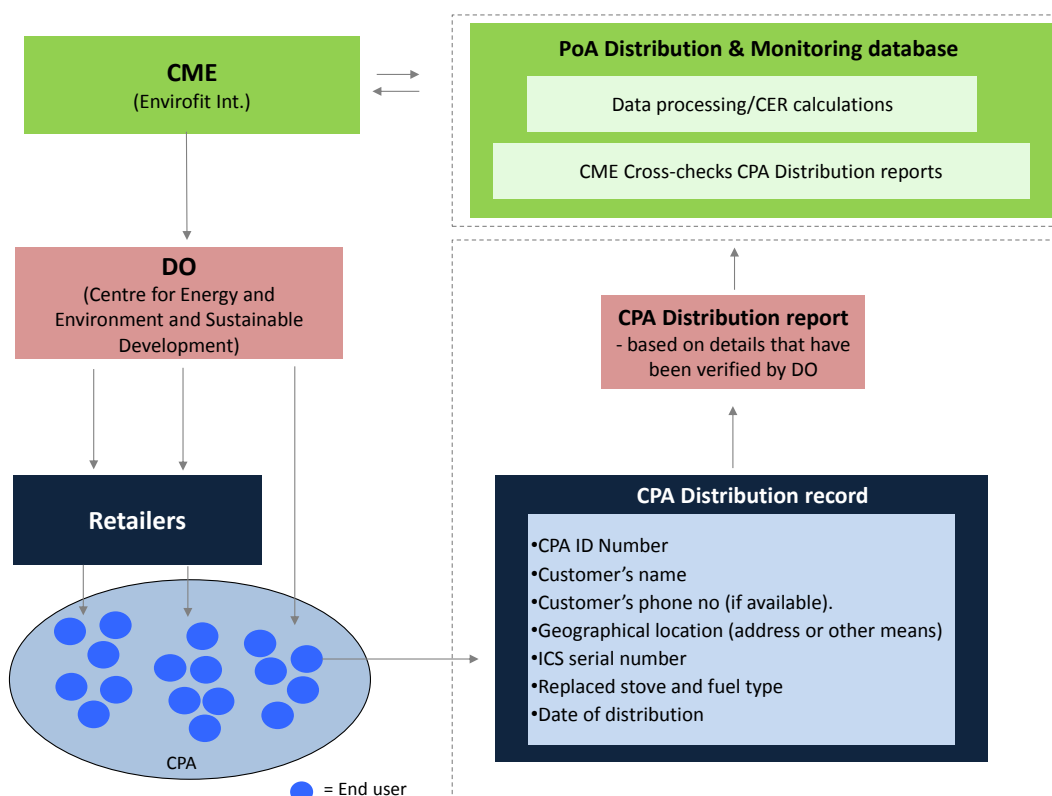 CME
(Envirofit Int.)
PoA Distribution & Monitoring database
Data processing/CER calculations
CME Cross-checks CPA Distribution reports
DO
(Centre for Energy and
Environment and Sustainable
Development)
CPA Distribution report
- based on details that have
been verified by DO
Retailers
CPA Distribution record
•CPA ID Number
•Customer’s name
•Customer’s phone no (if available).
•Geographical location (address or other means)
•ICS serial number
•Replaced stove and fuel type
•Date of distribution
CPA
= End user